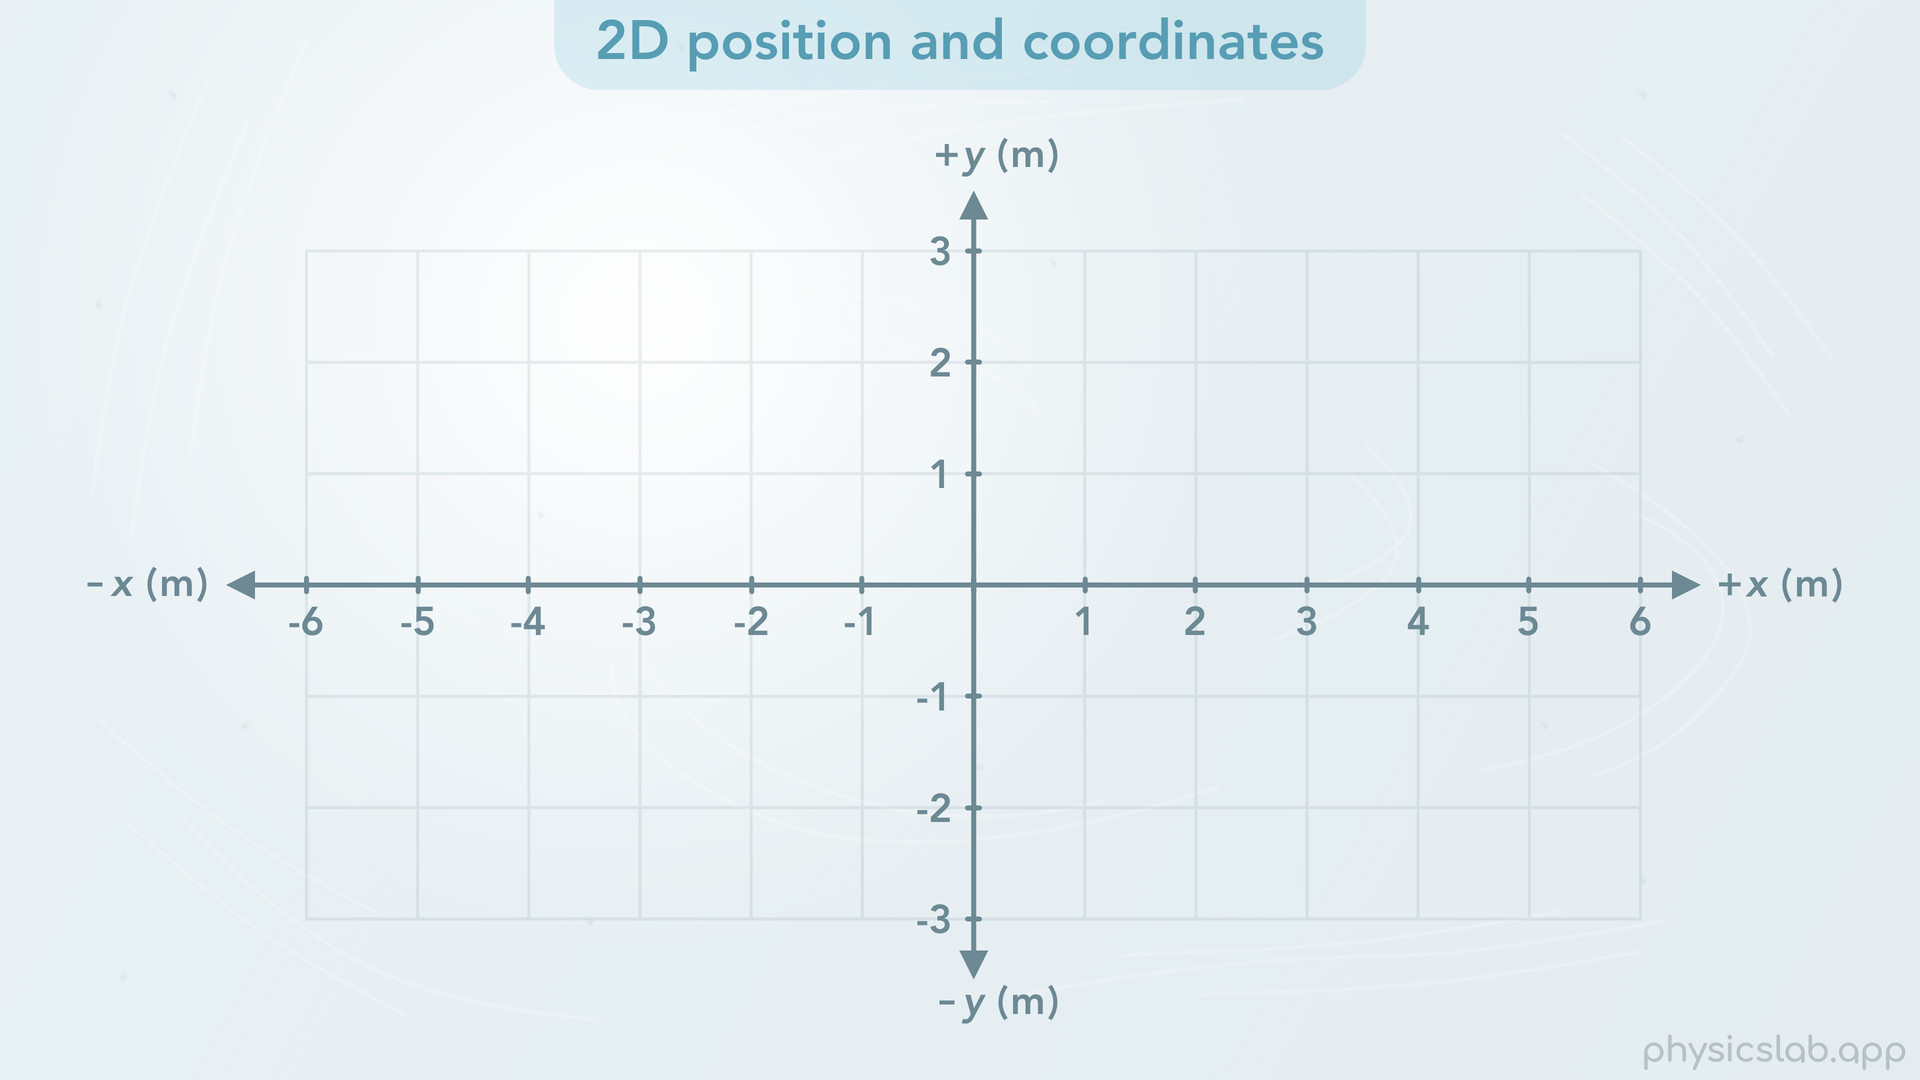 2D position and coordinates
+y (m)
3
2
1
-x (m)
+x (m)
-6 -5 -4 -3 -2 -1 1 2 3 4 5 6
-1
-2
-3
-y (m)
physicslab.app